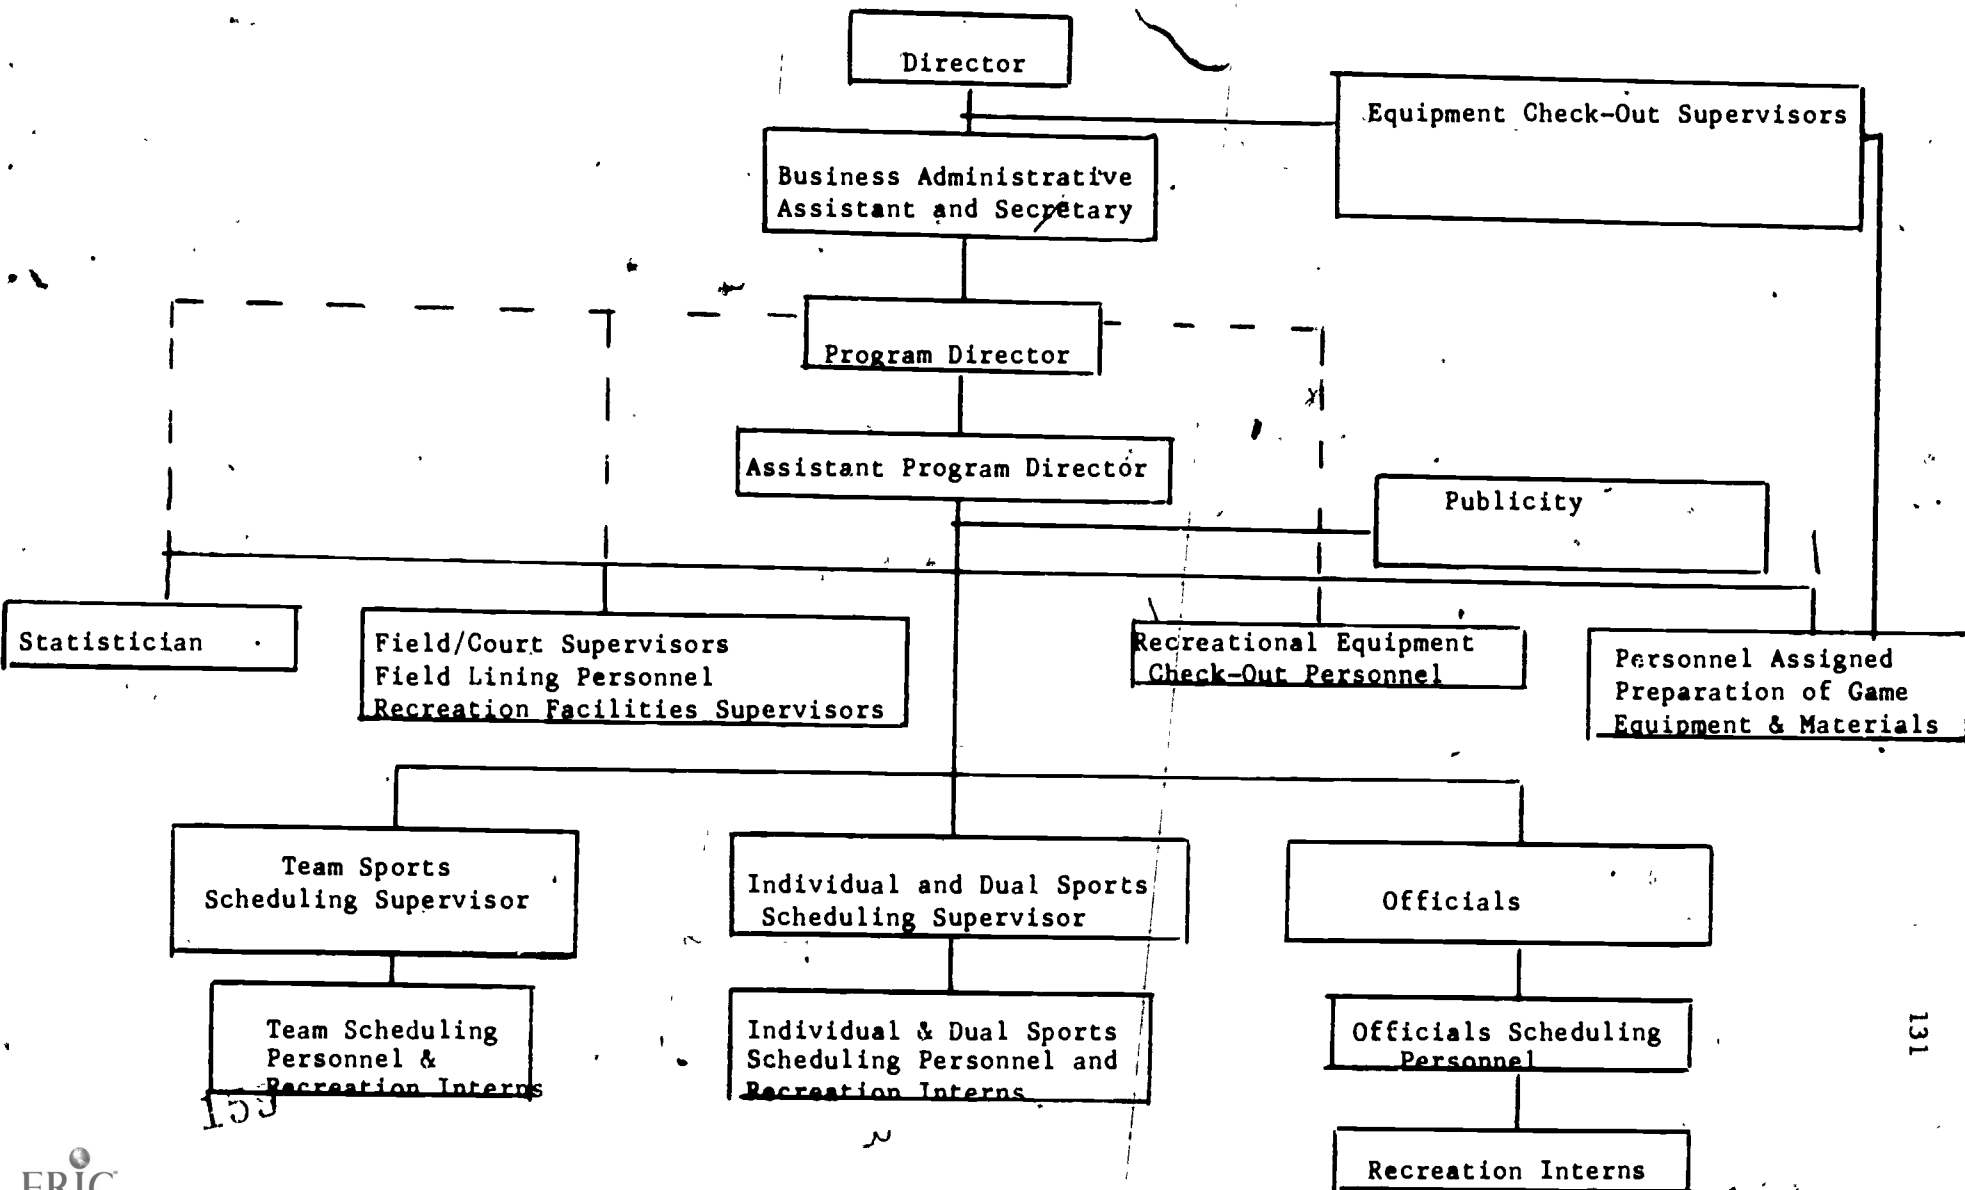 Director
Equipment Check-Out Supervisors
Business Administrative
Assistant and Secretary
Program Director
Assistant Program Director
Publicity
Statistician
Field/Court Supervisors
Field Lining Personnel
Recreation Facilities Supervisors
Recreational Equipment
Check-Out Personnel
Personnel Assigned
Preparation of Game
Equipment & Materials
Team Sports
Scheduling Supervisor
Individual and Dual Sports
Scheduling Supervisor
Officials
Team Scheduling
Personnel &
Recreation Interns
Individual & Dual Sports
Scheduling Personnel and
Recreation Interns
Officials Scheduling
Personnel
Recreation Interns
131
ERIC